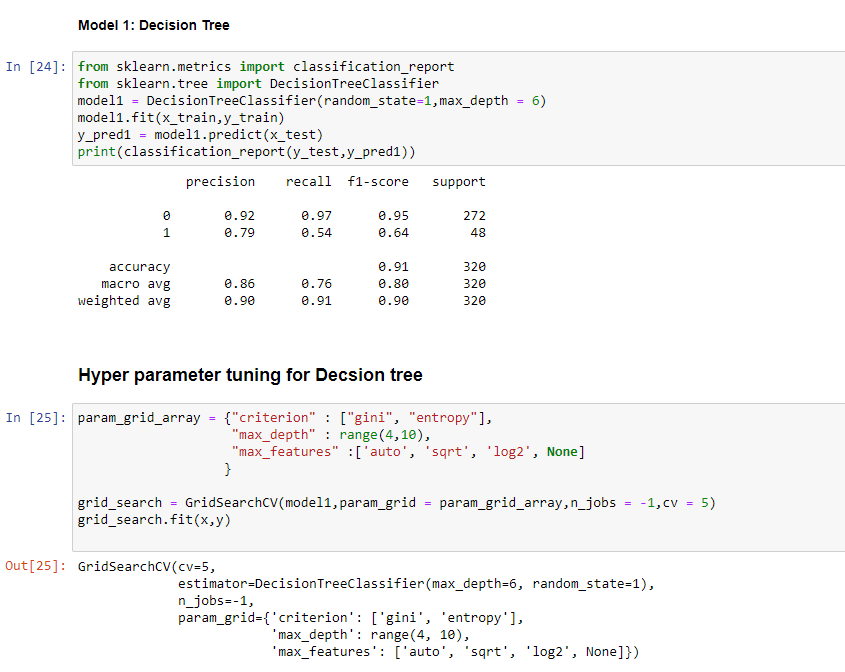 Model 1: Decision Tree
In [24]: from sklearn.metrics import classification_report
from sklearn.tree import DecisionTreeClassifier
model1 = DecisionTreeClassifier(random_state=1,max_depth = 6)
model1.fit(x_train,y_train)
y_pred1 = model1.predict(x_test)
print(classification_report(y_test,y_pred1))
precision recall f1-score support
0 0.92 0.97 0.95 272
1 0.79 0.54 0.64 48
accuracy 0.91 320
macro avg 0.86 0.76 0.80 320
weighted avg 0.90 0.91 0.90 320
Hyper parameter tuning for Decsion tree
In [25]: param_grid_array = {"criterion" : ["gini", "entropy"],
"max_depth" : range(4,10),
"max_features" :['auto', 'sqrt', 'log2', None]
}
grid_search = GridSearchCV(model1,param_grid = param_grid_array,n_jobs = -1,cv = 5)
grid_search.fit(x,y)
Out[25]: GridSearchCV(cv=5,
estimator=DecisionTreeClassifier(max_depth=6, random_state=1),
n_jobs=-1,
param_grid={'criterion': ['gini', 'entropy'],
'max_depth': range(4, 10),
'max_features': ['auto', 'sqrt', 'log2', None]})